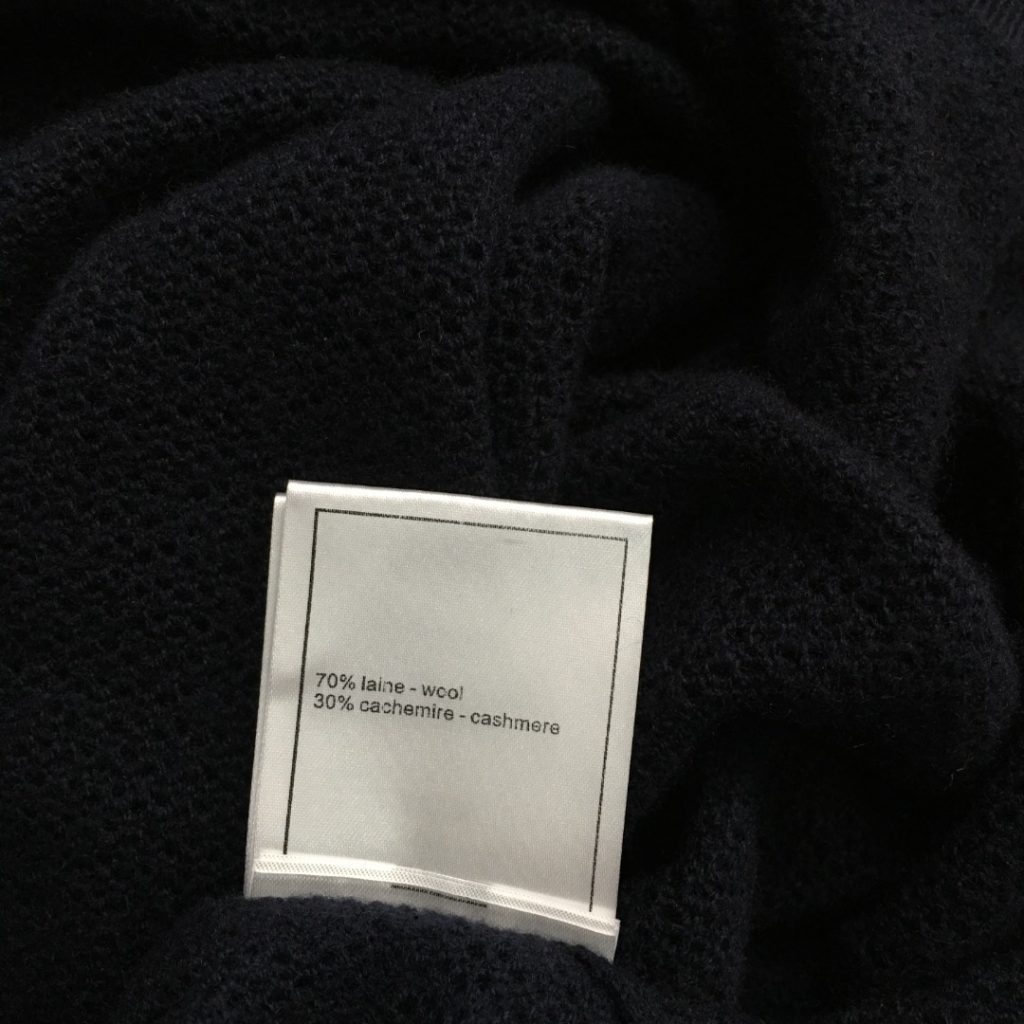 70% laine - wool
30% cachemire - cashmere